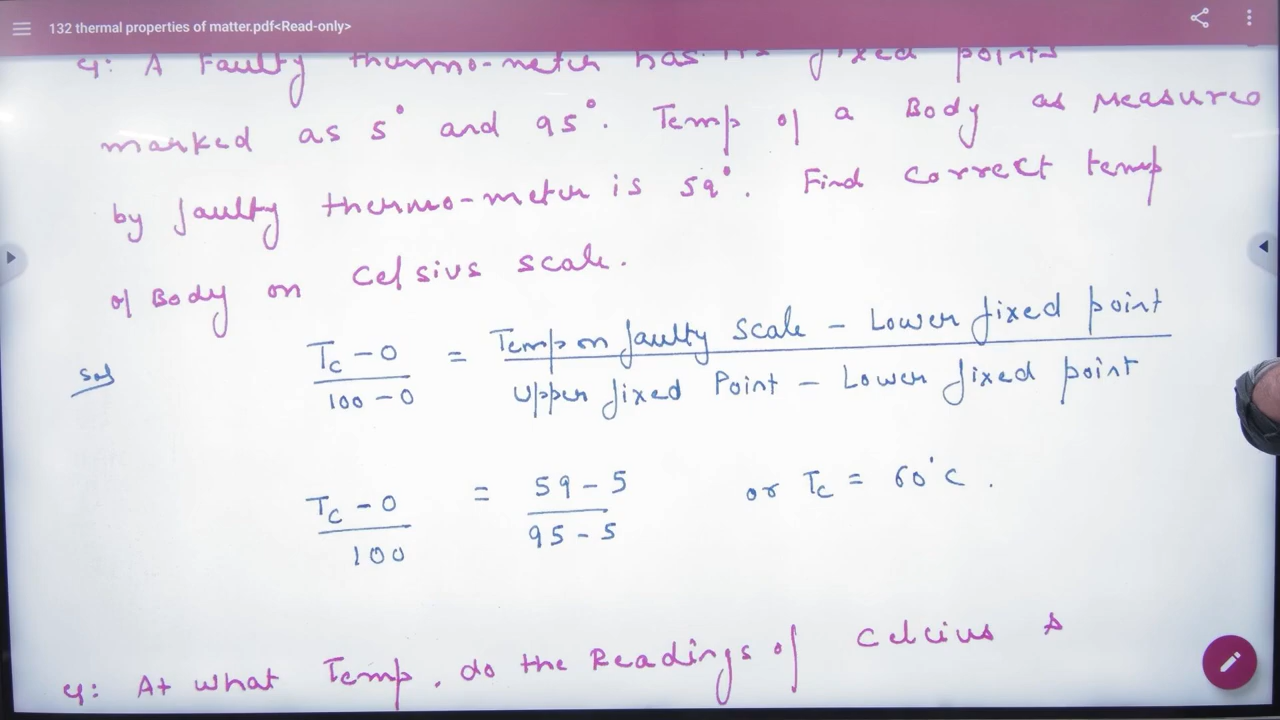 132 thermal properties of matter.pdf<Read-only>
Q: A Faulty thermo-meter has its fixed points
marked as 5° and 95°. Temp of a Body as Measured
by faulty thermo-meter is 59°. Find correct temp
of Body on Celsius scale.
Sol Tc - 0 / 100 - 0 = Temp on faulty Scale - Lower fixed point / Upper fixed Point - Lower fixed point
Tc - 0 / 100 = 59 - 5 / 95 - 5 or Tc = 60°C.
Q: At what Temp. do the Readings of Celcius